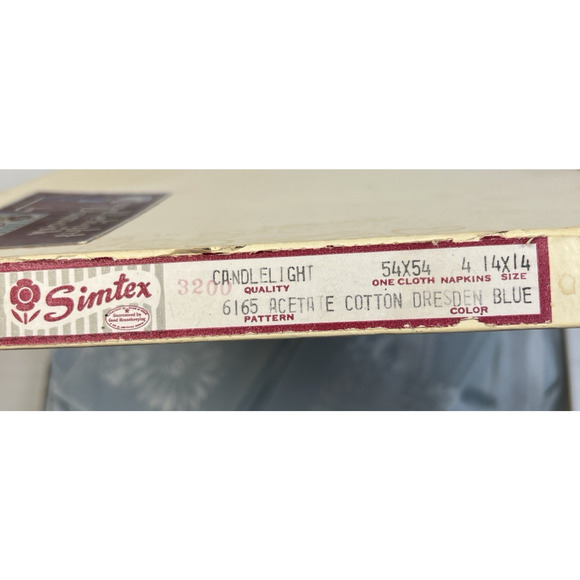 Simtex
Guaranteed by
Good Housekeeping
3200 CANDLELIGHT 54X54 4 14X14
QUALITY ONE CLOTH NAPKINS SIZE
6165 ACETATE COTTON DRESDEN BLUE
PATTERN COLOR